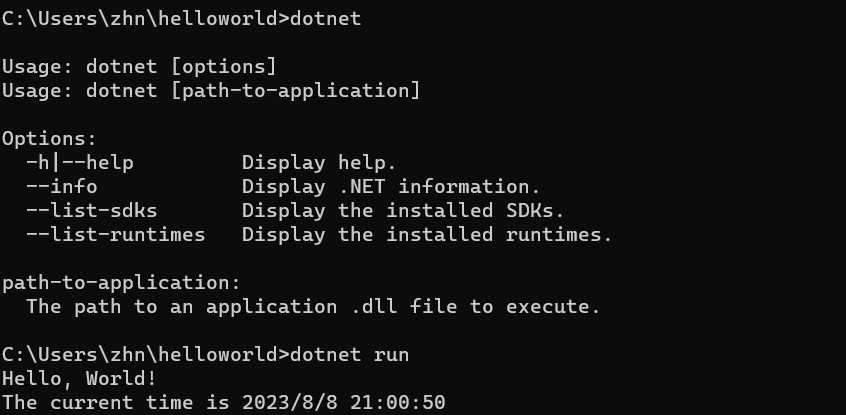 C:\Users\zhn\helloworld>dotnet
Usage: dotnet [options]
Usage: dotnet [path-to-application]
Options:
  -h|--help         Display help.
  --info            Display .NET information.
  --list-sdks       Display the installed SDKs.
  --list-runtimes   Display the installed runtimes.
path-to-application:
  The path to an application .dll file to execute.
C:\Users\zhn\helloworld>dotnet run
Hello, World!
The current time is 2023/8/8 21:00:50